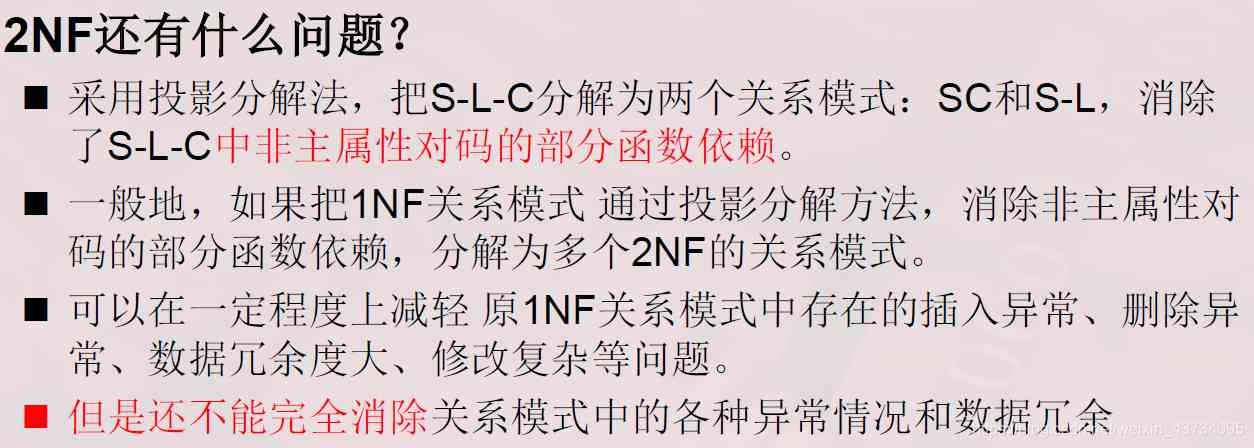 2NF还有什么问题？
■ 采用投影分解法，把S-L-C分解为两个关系模式：SC和S-L，消除
了S-L-C中非主属性对码的部分函数依赖。
■ 一般地，如果把1NF关系模式 通过投影分解方法，消除非主属性对
码的部分函数依赖，分解为多个2NF的关系模式。
■ 可以在一定程度上减轻 原1NF关系模式中存在的插入异常、删除异
常、数据冗余度大、修改复杂等问题。
■ 但是还不能完全消除关系模式中的各种异常情况和数据冗余